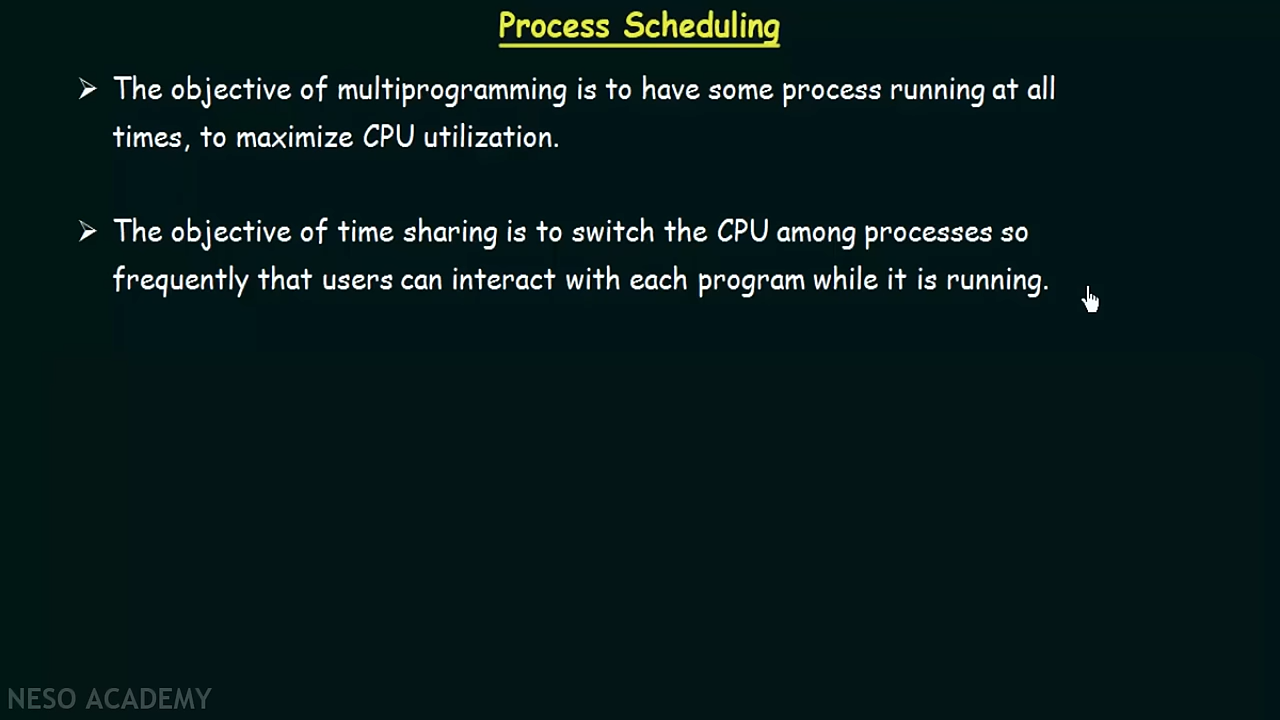 Process Scheduling
➢ The objective of multiprogramming is to have some process running at all
times, to maximize CPU utilization.
➢ The objective of time sharing is to switch the CPU among processes so
frequently that users can interact with each program while it is running.
NESO ACADEMY